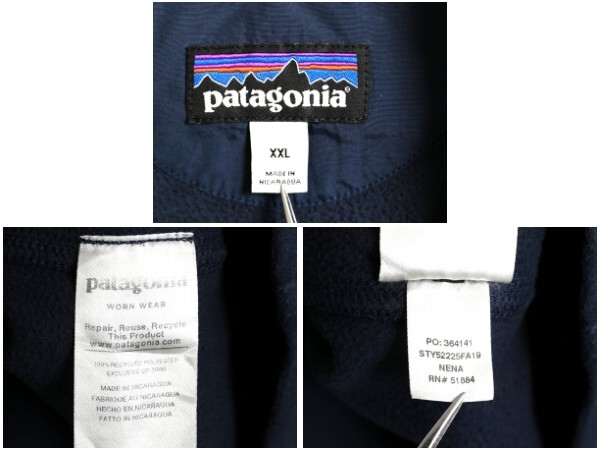 patagonia®
XXL
MADE IN
NICARAGUA
patagonia
WORN WEAR
Repair, Reuse, Recycle
This Product
www.patagonia.com
100% RECYCLED POLYESTER
EXCLUSIVE OF TRIM
MADE IN NICARAGUA
FABRIQUÉ AU NICARAGUA
HECHO EN NICARAGUA
FATTO IN NICARAGUA
PO: 364141
STY52225FA19
NENA
RN# 51884